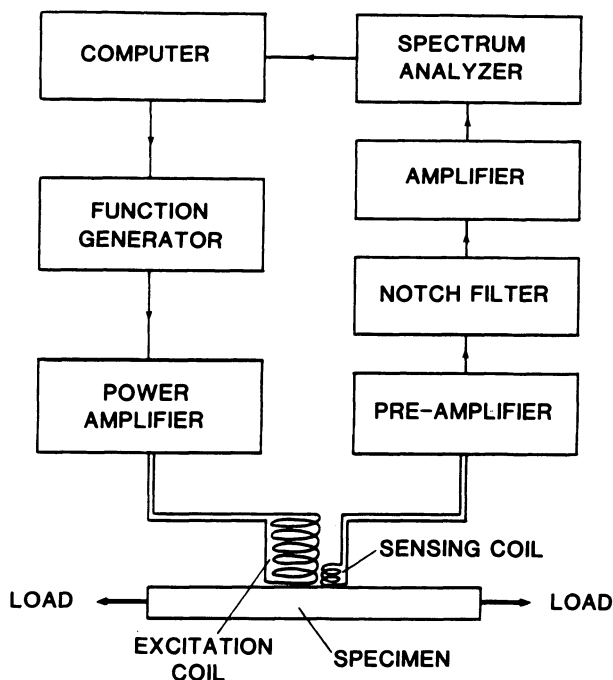 COMPUTER
SPECTRUM
ANALYZER
FUNCTION
GENERATOR
AMPLIFIER
NOTCH FILTER
POWER
AMPLIFIER
PRE-AMPLIFIER
SENSING COIL
LOAD
LOAD
EXCITATION
COIL
SPECIMEN